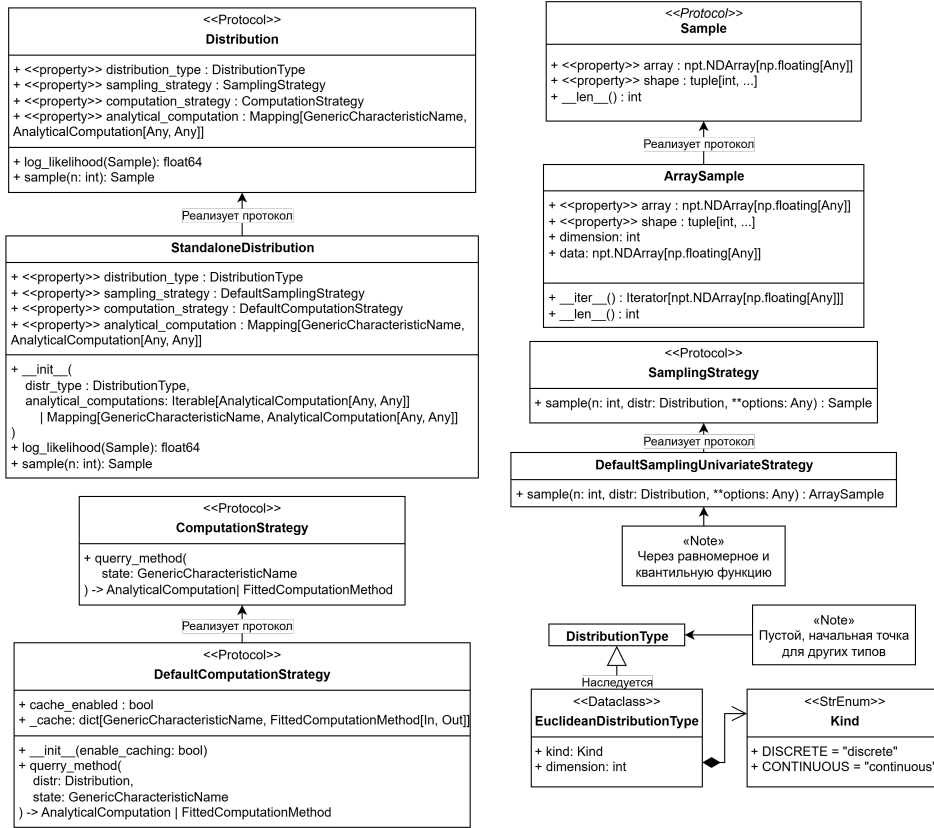 <<Protocol>>
Distribution
+ <<property>> distribution_type : DistributionType
+ <<property>> sampling_strategy : SamplingStrategy
+ <<property>> computation_strategy : ComputationStrategy
+ <<property>> analytical_computation : Mapping[GenericCharacteristicName,
AnalyticalComputation[Any, Any]]
+ log_likelihood(Sample): float64
+ sample(n: int): Sample
Реализует протокол
StandaloneDistribution
+ <<property>> distribution_type : DistributionType
+ <<property>> sampling_strategy : DefaultSamplingStrategy
+ <<property>> computation_strategy : DefaultComputationStrategy
+ <<property>> analytical_computation : Mapping[GenericCharacteristicName,
AnalyticalComputation[Any, Any]]
+ __init__(
distr_type : DistributionType,
analytical_computations: Iterable[AnalyticalComputation[Any, Any]]
| Mapping[GenericCharacteristicName, AnalyticalComputation[Any, Any]]
)
+ log_likelihood(Sample): float64
+ sample(n: int): Sample
<<Protocol>>
ComputationStrategy
+ querry_method(
state: GenericCharacteristicName
) -> AnalyticalComputation| FittedComputationMethod
Реализует протокол
<<Protocol>>
DefaultComputationStrategy
+ cache_enabled : bool
+ _cache: dict[GenericCharacteristicName, FittedComputationMethod[In, Out]]
+ __init__(enable_caching: bool)
+ querry_method(
distr: Distribution,
state: GenericCharacteristicName
) -> AnalyticalComputation | FittedComputationMethod
<<Protocol>>
Sample
+ <<property>> array : npt.NDArray[np.floating[Any]]
+ <<property>> shape : tuple[int, ...]
+ __len__() : int
Реализует протокол
ArraySample
+ <<property>> array : npt.NDArray[np.floating[Any]]
+ <<property>> shape : tuple[int, ...]
+ dimension: int
+ data: npt.NDArray[np.floating[Any]]
+ __iter__() : Iterator[npt.NDArray[np.floating[Any]]]
+ __len__() : int
<<Protocol>>
SamplingStrategy
+ sample(n: int, distr: Distribution, **options: Any) : Sample
Реализует протокол
DefaultSamplingUnivariateStrategy
+ sample(n: int, distr: Distribution, **options: Any) : ArraySample
«Note»
Через равномерное и
квантильную функцию
DistributionType
«Note»
Пустой, начальная точка
для других типов
Наследуется
<<Dataclass>>
EuclideanDistributionType
+ kind: Kind
+ dimension: int
<<StrEnum>>
Kind
+ DISCRETE = "discrete"
+ CONTINUOUS = "continuous"